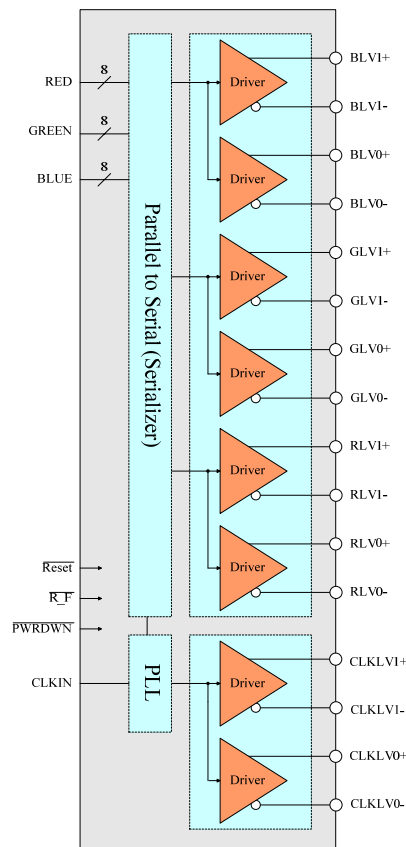 RED
8
GREEN
8
BLUE
8
Reset
R_F
PWRDWN
CLKIN
Parallel to Serial (Serializer)
PLL
Driver
Driver
Driver
Driver
Driver
Driver
Driver
Driver
BLV1+
BLV1-
BLV0+
BLV0-
GLV1+
GLV1-
GLV0+
GLV0-
RLV1+
RLV1-
RLV0+
RLV0-
CLKLV1+
CLKLV1-
CLKLV0+
CLKLV0-